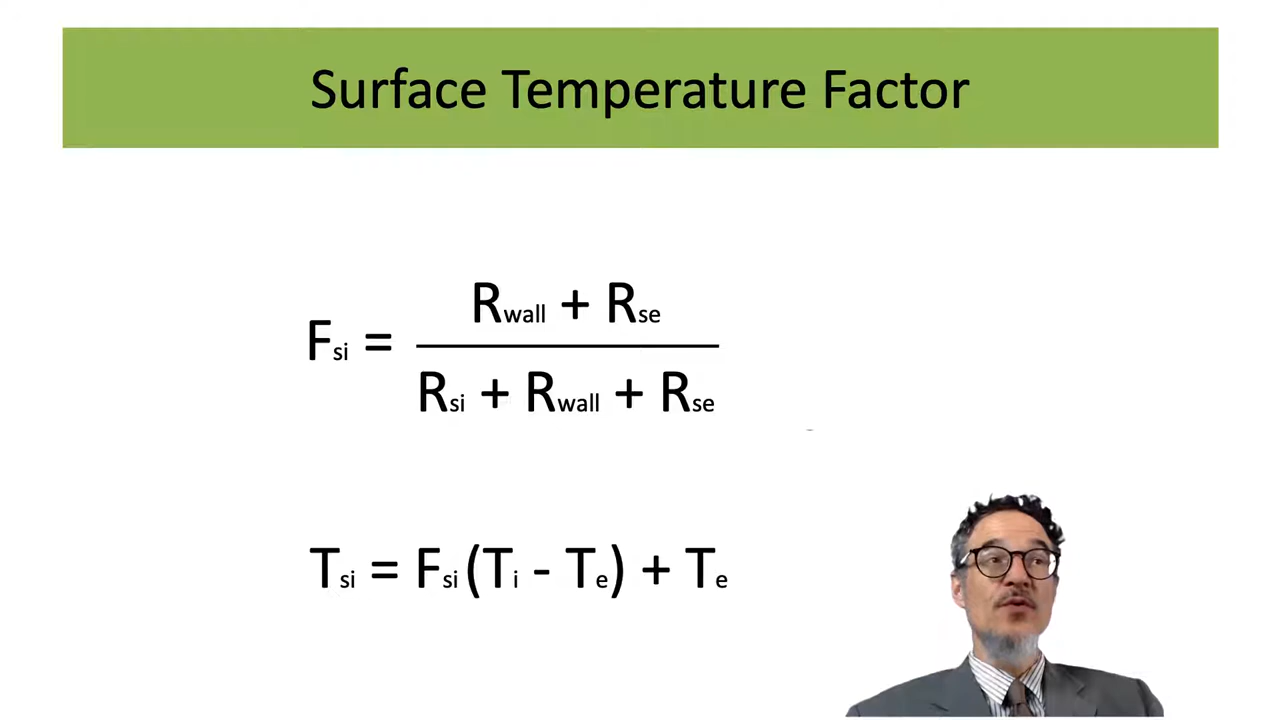 Surface Temperature Factor
Fsi = Rwall + Rse
Rsi + Rwall + Rse
Tsi = Fsi (Ti - Te) + Te